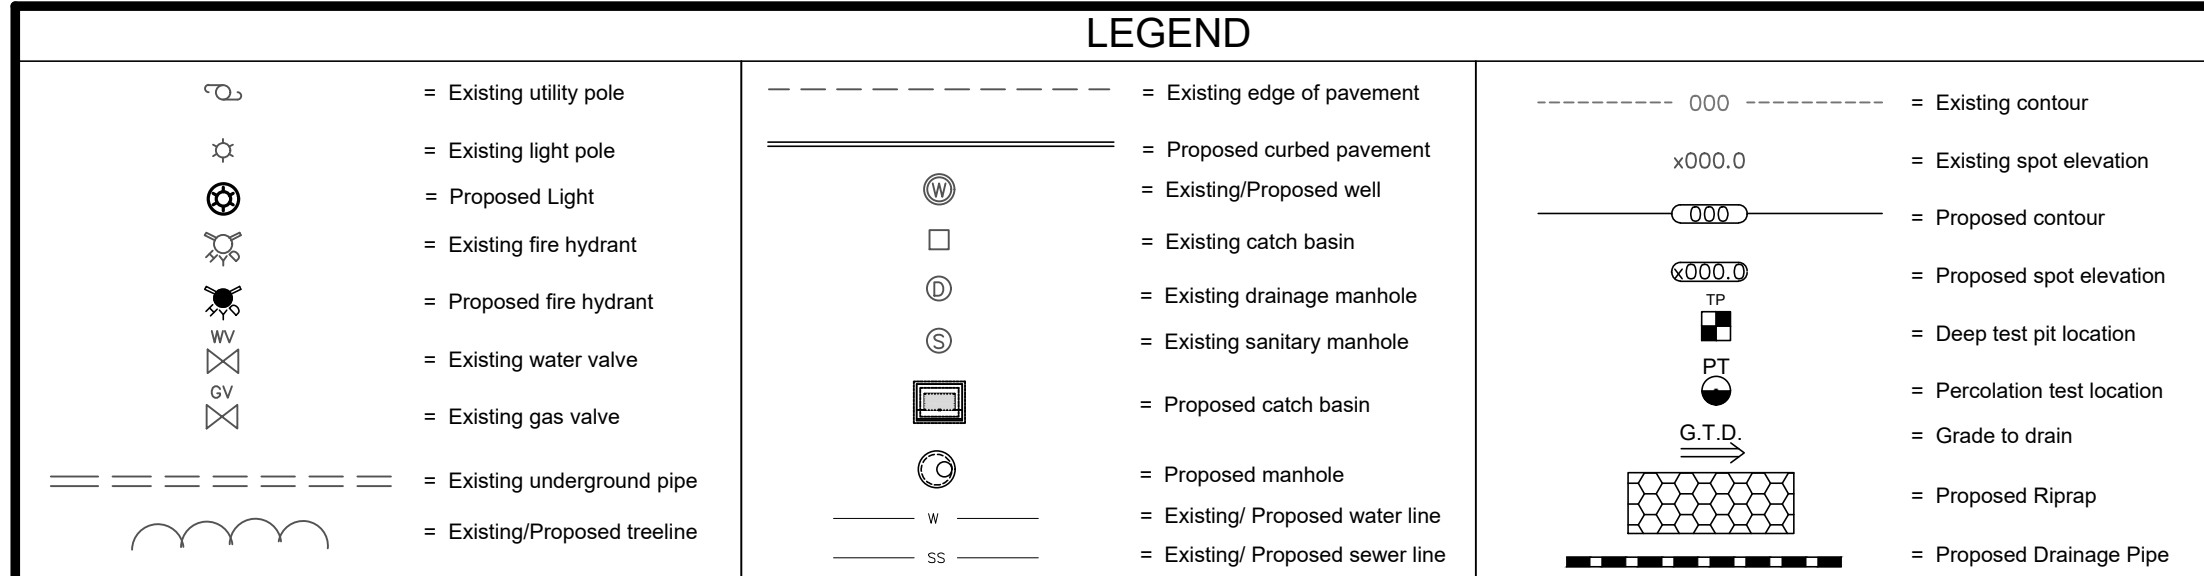 LEGEND
= Existing utility pole
= Existing light pole
= Proposed Light
= Existing fire hydrant
= Proposed fire hydrant
WV
= Existing water valve
GV
= Existing gas valve
= Existing underground pipe
= Existing/Proposed treeline
= Existing edge of pavement
= Proposed curbed pavement
W = Existing/Proposed well
= Existing catch basin
D = Existing drainage manhole
S = Existing sanitary manhole
= Proposed catch basin
= Proposed manhole
W = Existing/ Proposed water line
SS = Existing/ Proposed sewer line
000 = Existing contour
x000.0 = Existing spot elevation
000 = Proposed contour
x000.0 = Proposed spot elevation
TP
= Deep test pit location
PT
= Percolation test location
G.T.D. = Grade to drain
= Proposed Riprap
= Proposed Drainage Pipe